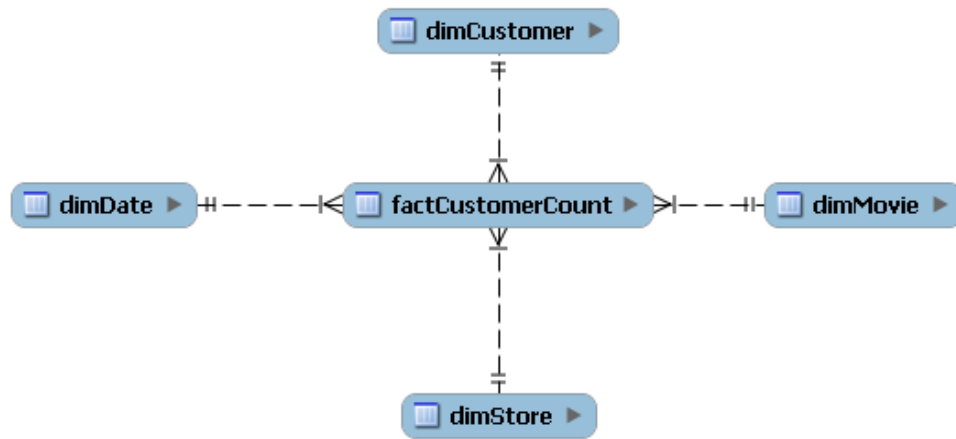 dimCustomer
dimDate
factCustomerCount
dimMovie
dimStore